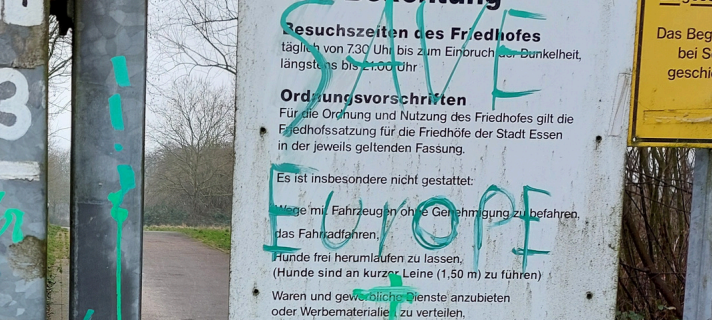 Besuchszeiten des Friedhofes
täglich von 7.30 Uhr bis zum Einbruch der Dunkelheit,
längstens bis 21.00 Uhr
SAVE
Ordnungsvorschriften
Für die Ordnung und Nutzung des Friedhofes gilt die
Friedhofssatzung für die Friedhöfe der Stadt Essen
in der jeweils geltenden Fassung.
Es ist insbesondere nicht gestattet:
Wege mit Fahrzeugen ohne Genehmigung zu befahren,
das Fahrradfahren,
EUROPE
Hunde frei herumlaufen zu lassen,
(Hunde sind an kurzer Leine (1,50 m) zu führen)
Waren und gewerbliche Dienste anzubieten
oder Werbematerialien zu verteilen,
Das Beg
bei S
geschi
3